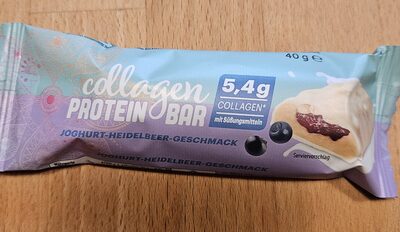 40 g e
collagen
PROTEIN BAR
5,4g
COLLAGEN*
mit Süßungsmitteln
JOGHURT-HEIDELBEER-GESCHMACK
Serviervorschlag
JOGHURT-HEIDELBEER-GESCHMACK